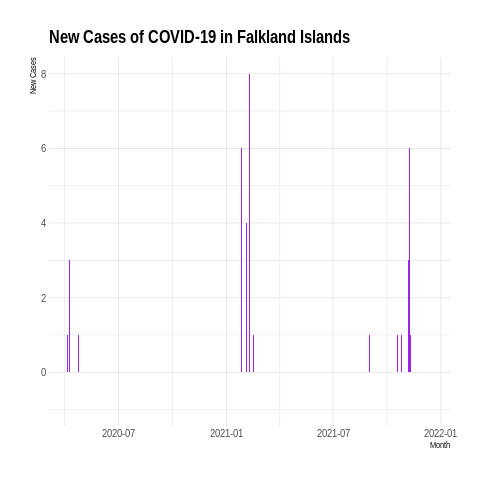 New Cases of COVID-19 in Falkland Islands
New Cases
8
6
4
2
0
2020-07 2021-01 2021-07 2022-01
Month